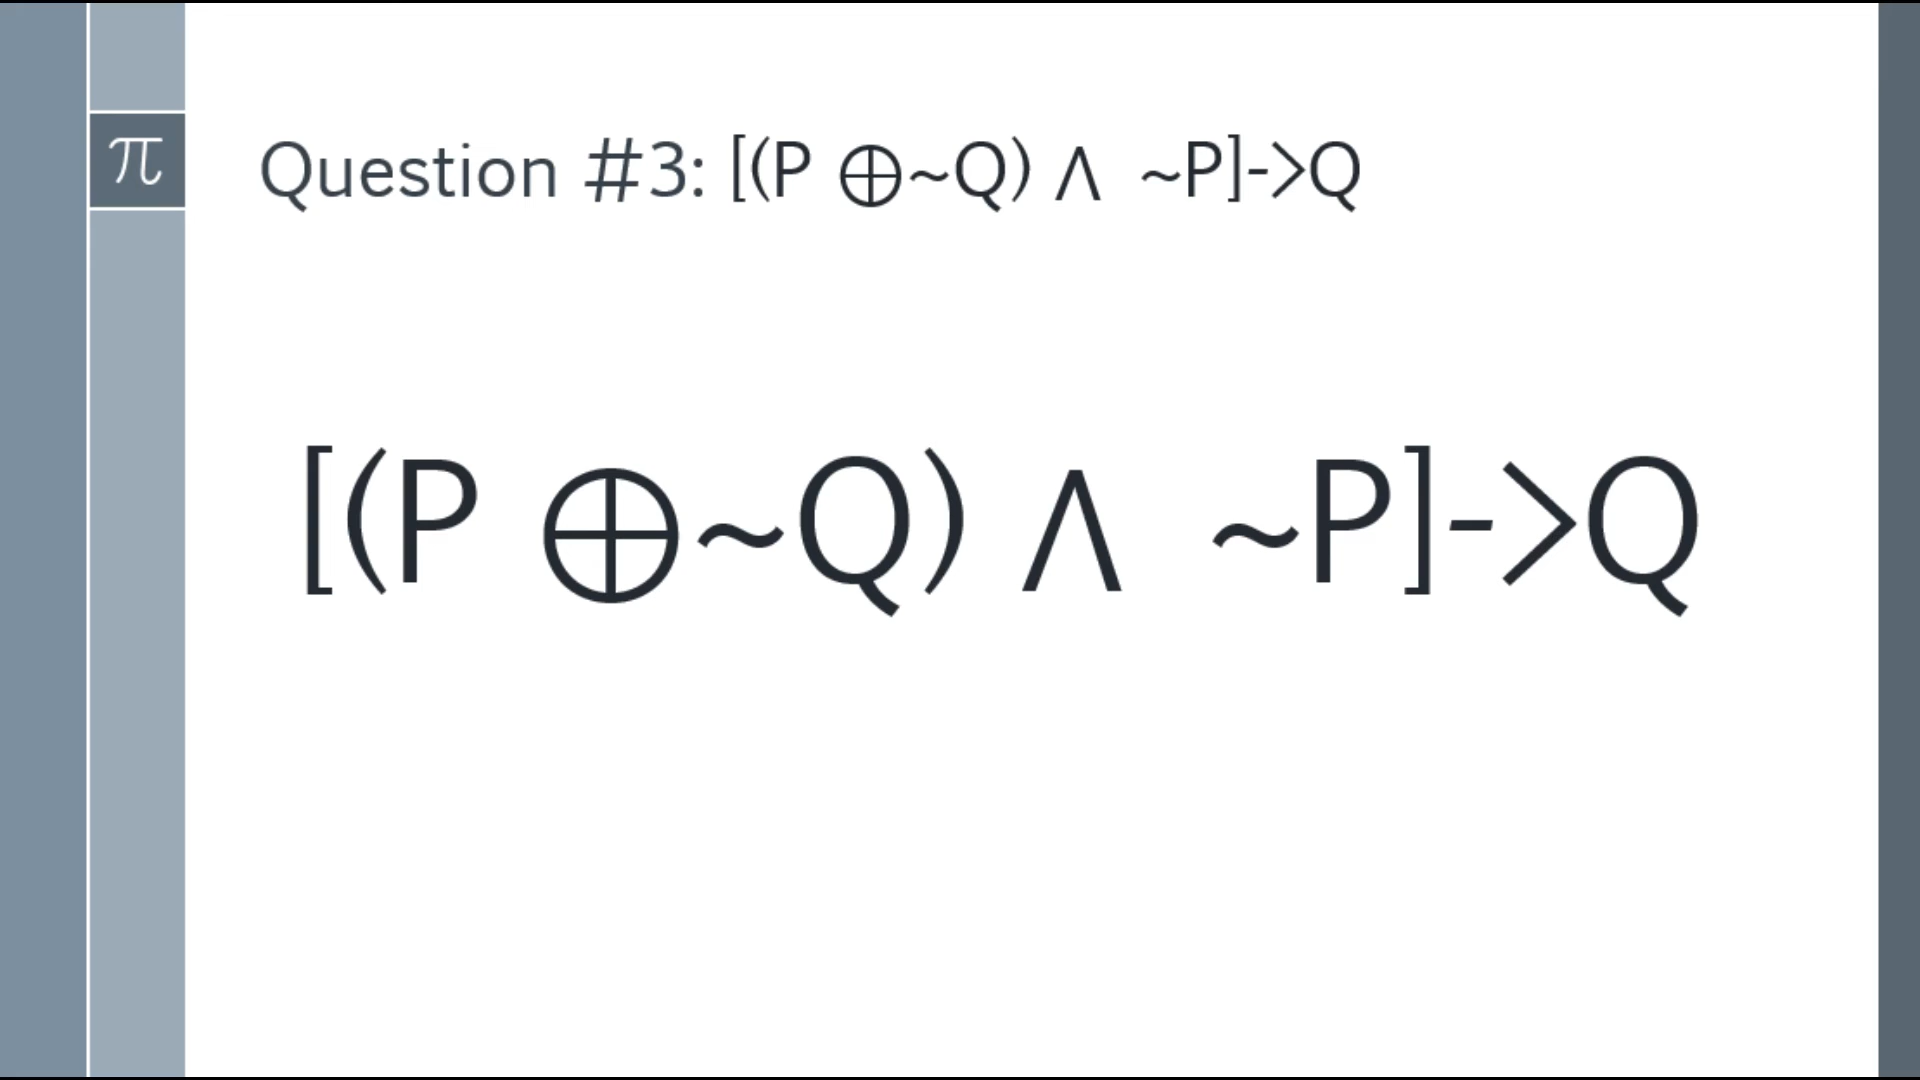 π
Question #3: [(P ⊕~Q) Λ ~P]->Q
[(P ⊕~Q) Λ ~P]->Q